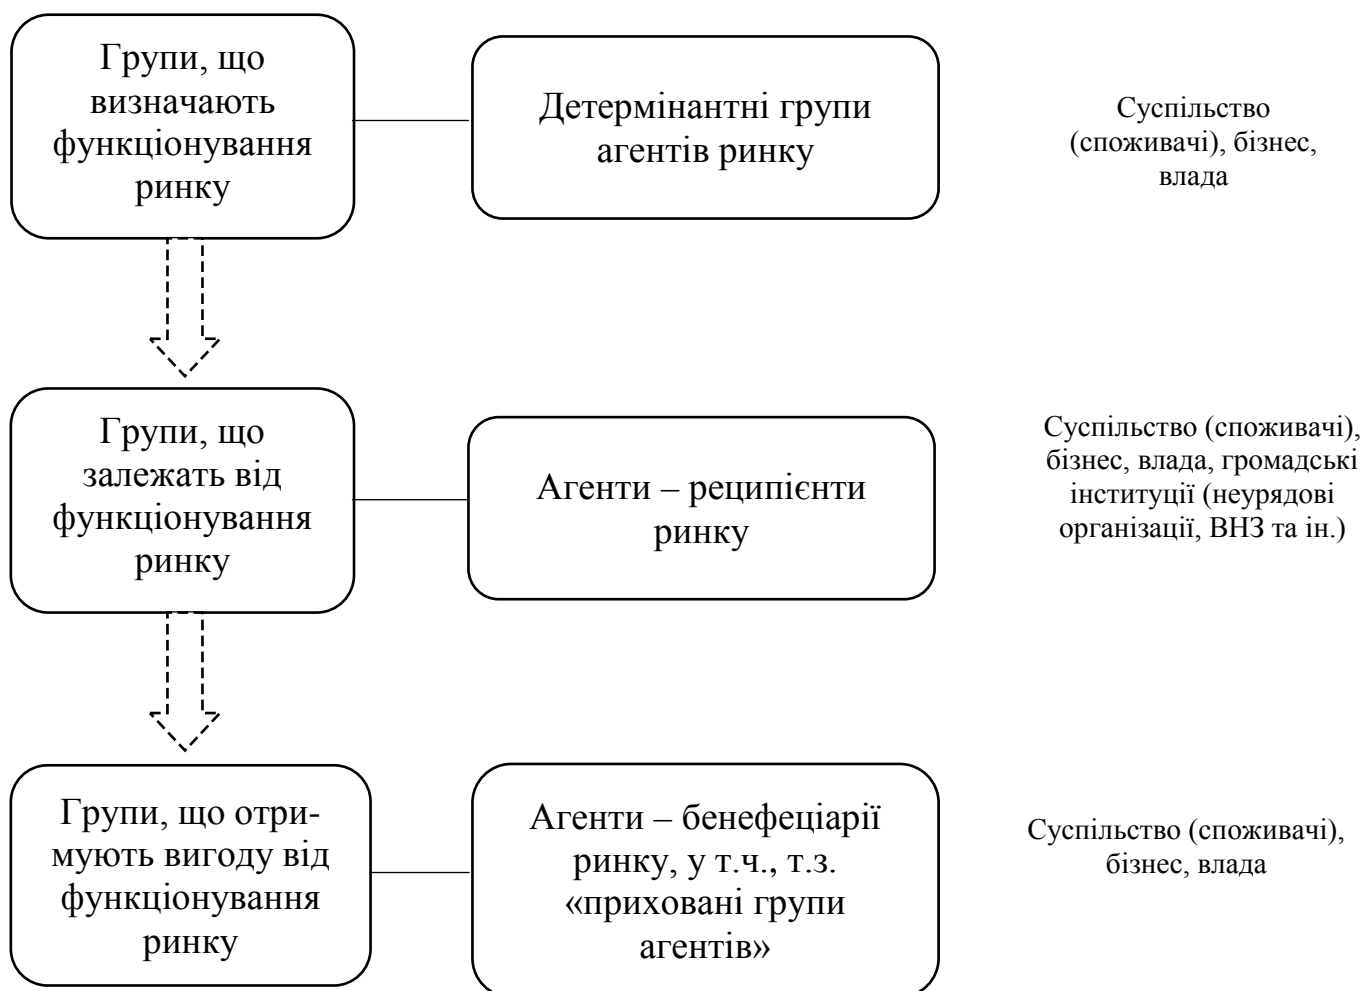 Групи, що
визначають
функціонування
ринку
Детермінантні групи
агентів ринку
Суспільство
(споживачі), бізнес,
влада
Групи, що
залежать від
функціонування
ринку
Агенти – реципієнти
ринку
Суспільство (споживачі),
бізнес, влада, громадські
інституції (неурядові
організації, ВНЗ та ін.)
Групи, що отри-
мують вигоду від
функціонування
ринку
Агенти – бенефеціарії
ринку, у т.ч., т.з.
«приховані групи
агентів»
Суспільство (споживачі),
бізнес, влада